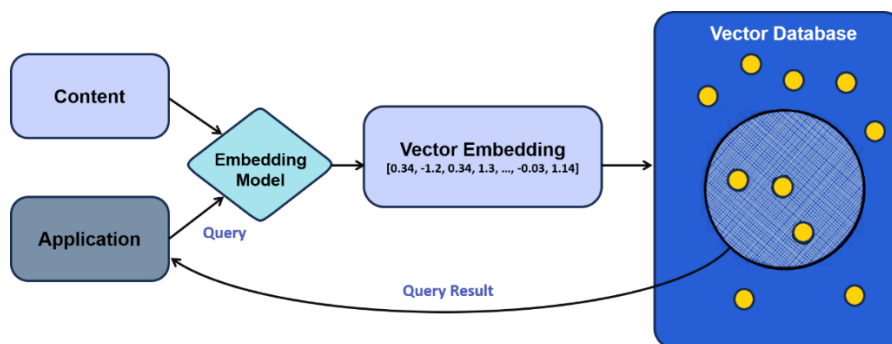 Vector Database
Content
Embedding
Model
Vector Embedding
[0.34, -1.2, 0.34, 1.3, ..., -0.03, 1.14]
Application
Query
Query Result